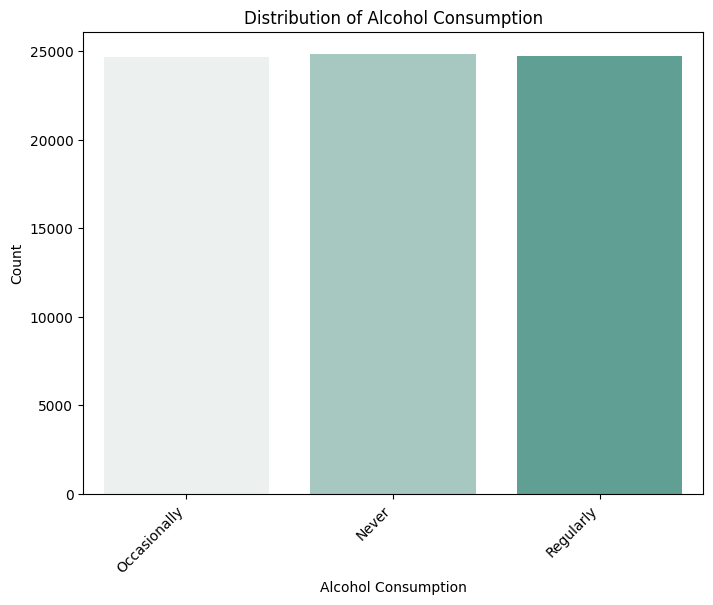 Distribution of Alcohol Consumption
25000
20000
15000
10000
5000
0
Count
Occasionally
Never
Regularly
Alcohol Consumption